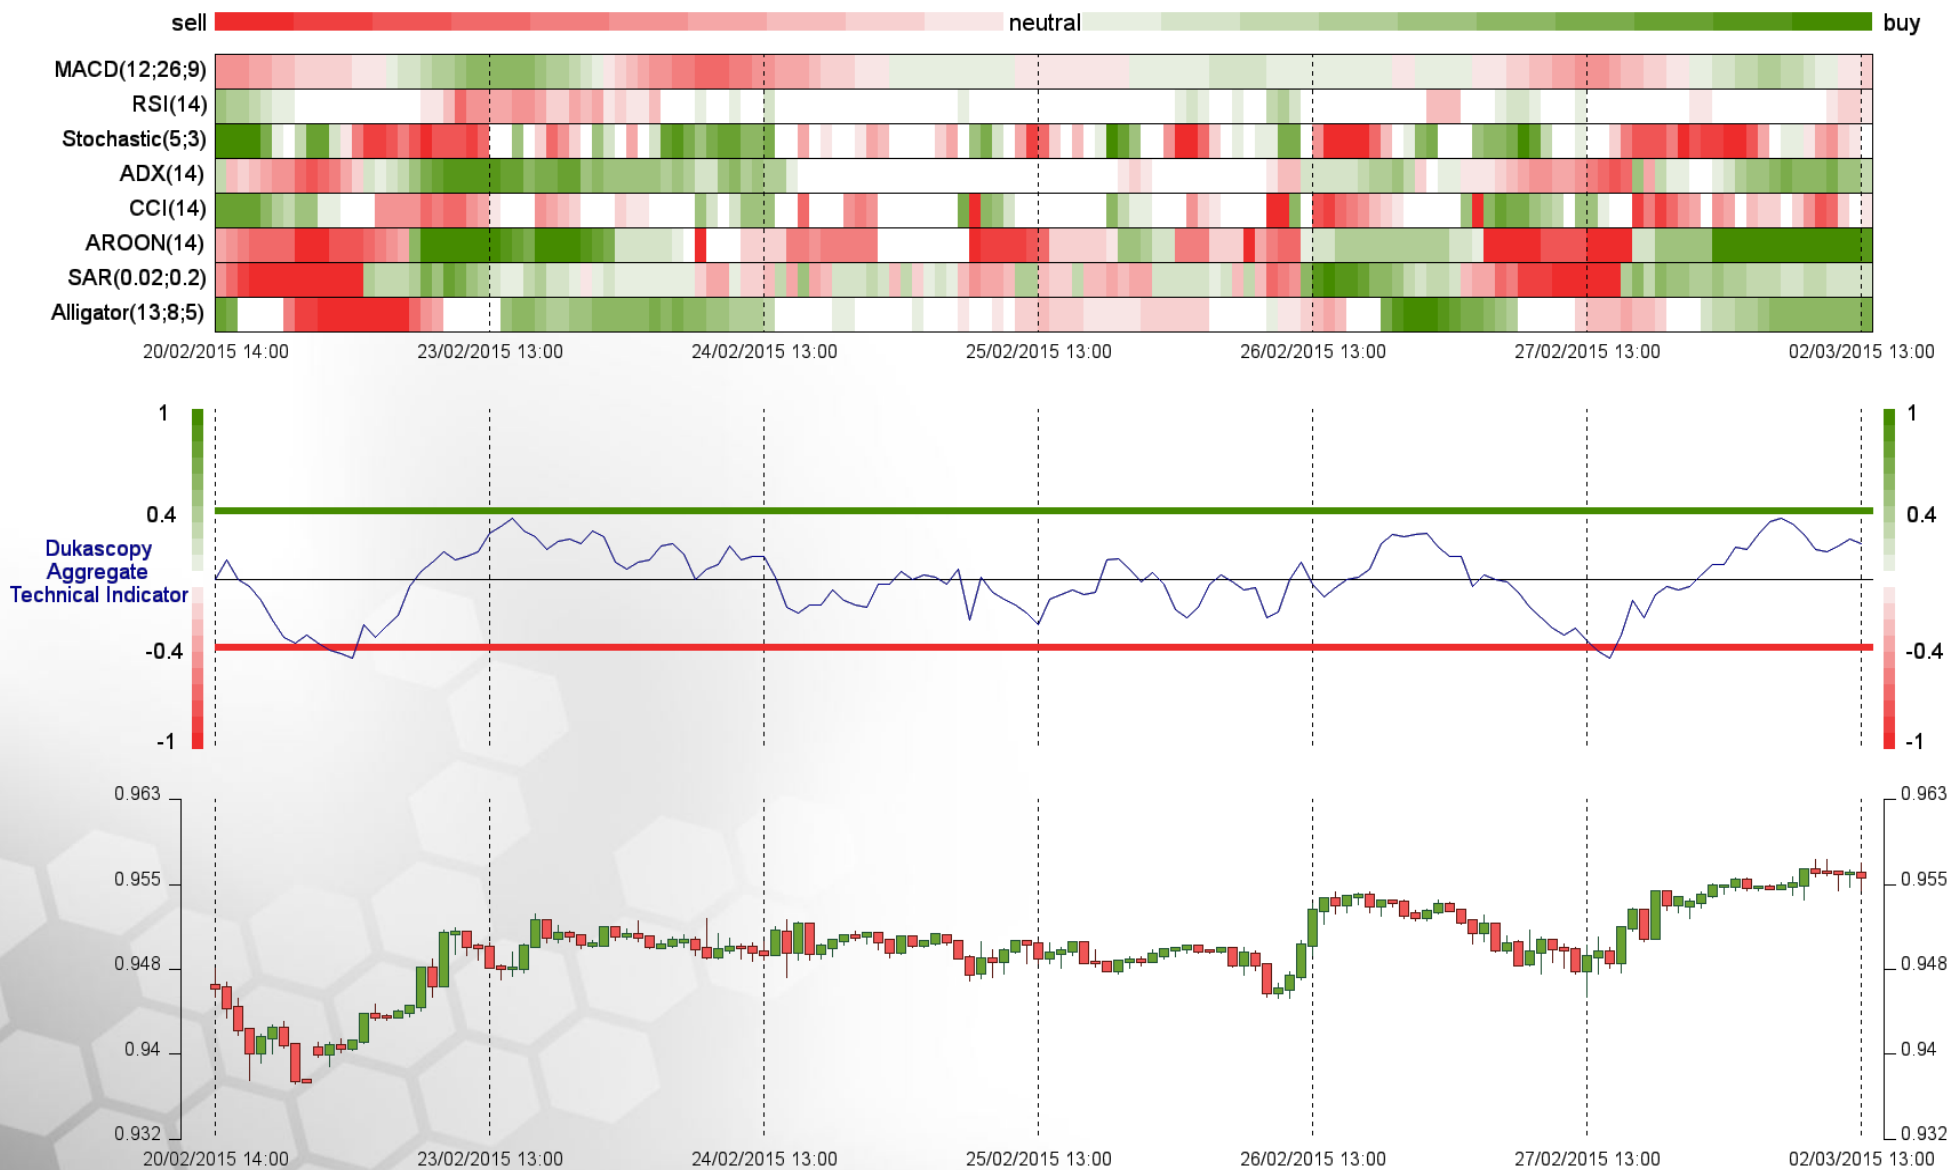 sell neutral buy
MACD(12;26;9)
RSI(14)
Stochastic(5;3)
ADX(14)
CCI(14)
AROON(14)
SAR(0.02;0.2)
Alligator(13;8;5)
20/02/2015 14:00 23/02/2015 13:00 24/02/2015 13:00 25/02/2015 13:00 26/02/2015 13:00 27/02/2015 13:00 02/03/2015 13:00
1 1
0.4 0.4
Dukascopy
Aggregate
Technical Indicator
-0.4 -0.4
-1 -1
0.963 0.963
0.955 0.955
0.948 0.948
0.94 0.94
0.932 0.932
20/02/2015 14:00 23/02/2015 13:00 24/02/2015 13:00 25/02/2015 13:00 26/02/2015 13:00 27/02/2015 13:00 02/03/2015 13:00